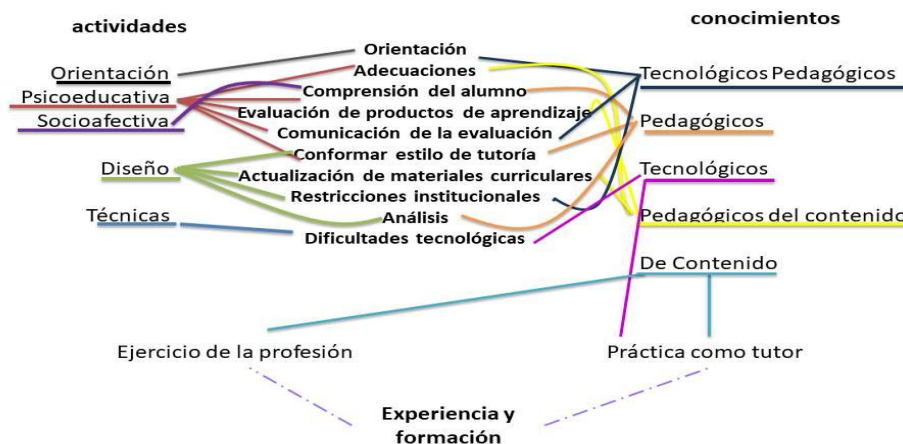 actividades
conocimientos
Orientación
Psicoeducativa
Socioafectiva
Diseño
Técnicas
Orientación
Adecuaciones
Comprensión del alumno
Evaluación de productos de aprendizaje
Comunicación de la evaluación
Conformar estilo de tutoría
Actualización de materiales curriculares
Restricciones institucionales
Análisis
Dificultades tecnológicas
Tecnológicos Pedagógicos
Pedagógicos
Tecnológicos
Pedagógicos del contenido
De Contenido
Ejercicio de la profesión
Práctica como tutor
Experiencia y
formación